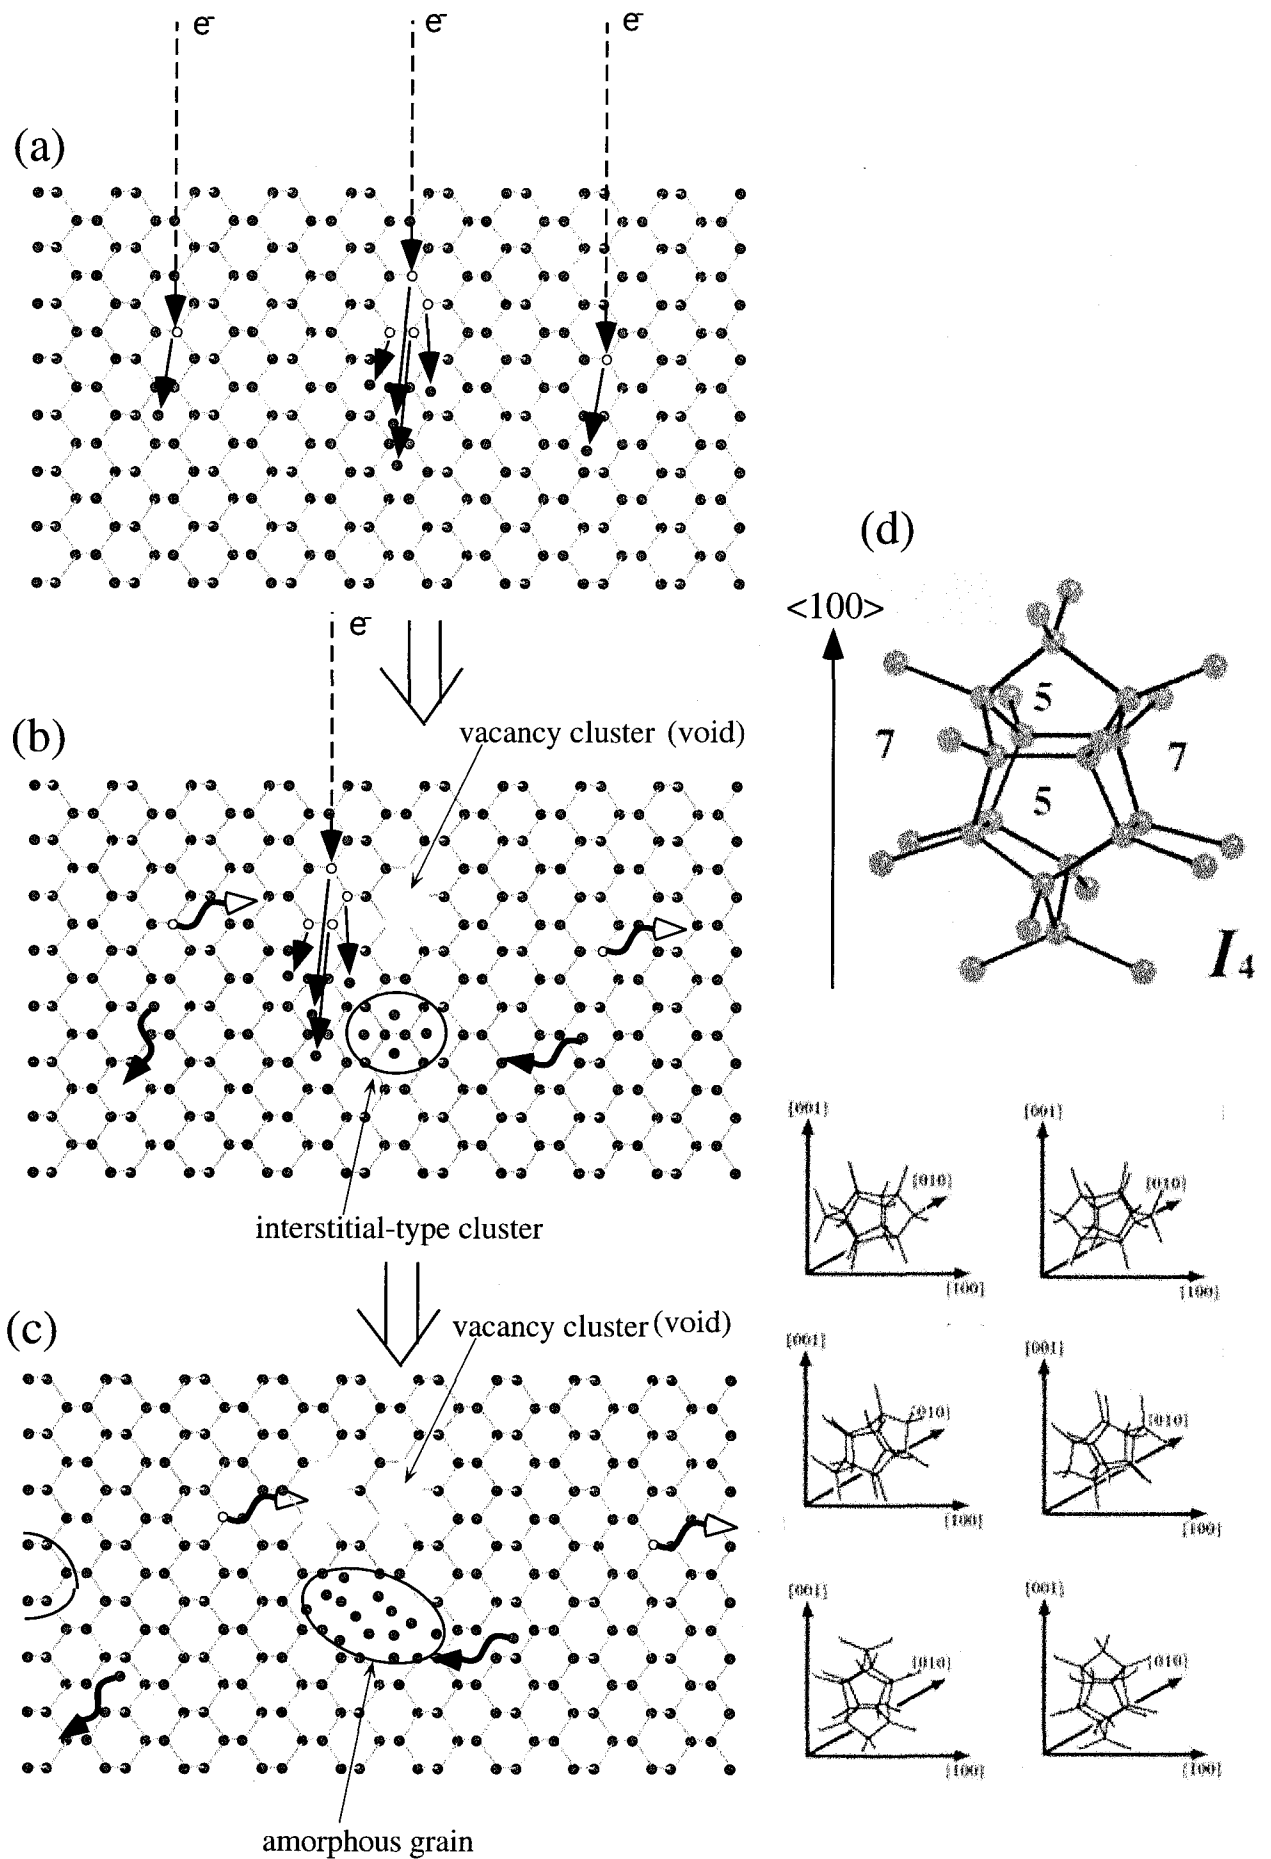 e⁻
e⁻
e⁻
(a)
(d)
<100>
e⁻
5
vacancy cluster (void)
(b)
7
7
5
I₄
[001]
[001]
[010]
[010]
interstitial-type cluster
[100]
[100]
(c)
vacancy cluster (void)
[001]
[001]
[010]
[010]
[100]
[100]
[001]
[001]
[010]
[010]
[100]
[100]
amorphous grain